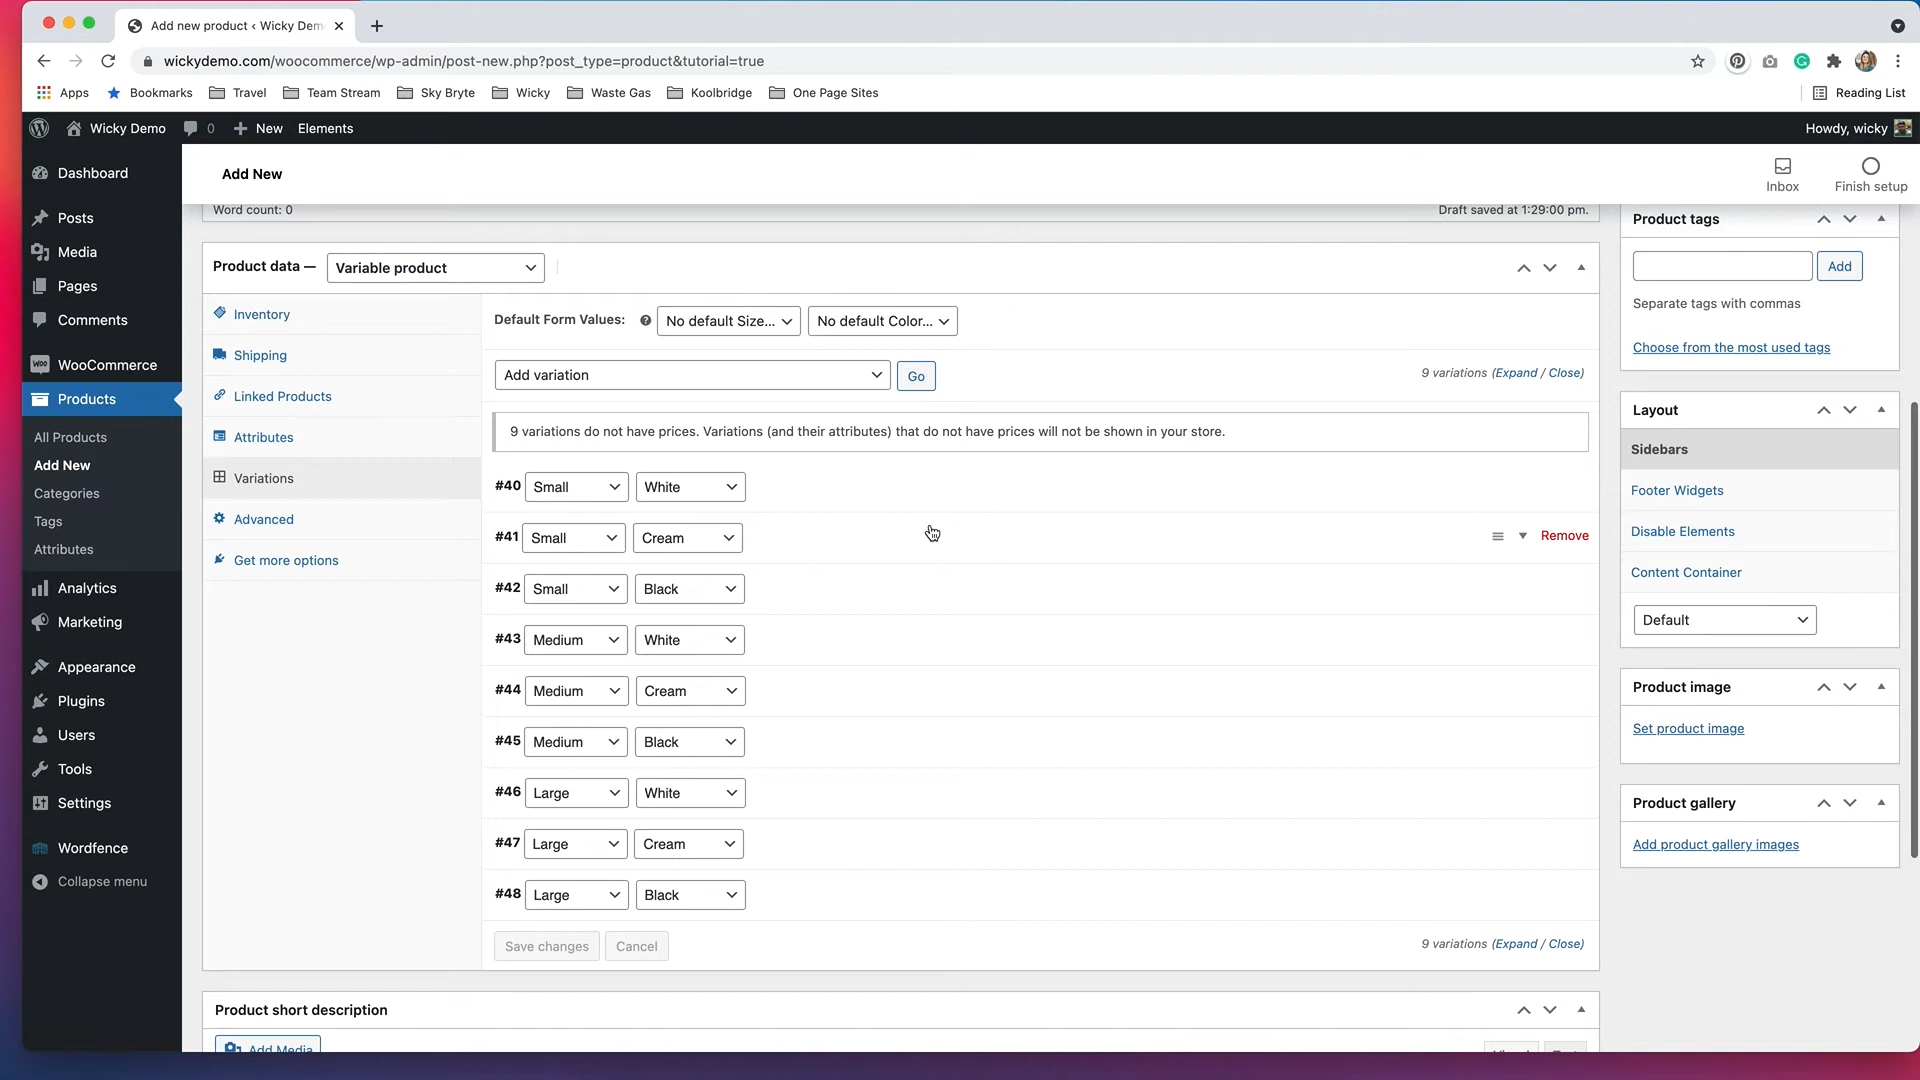 Add new product ‹ Wicky Dem
wickydemo.com/woocommerce/wp-admin/post-new.php?post_type=product&tutorial=true
Apps Bookmarks Travel Team Stream Sky Bryte Wicky Waste Gas Koolbridge One Page Sites Reading List
Wicky Demo 0 New Elements Howdy, wicky
Dashboard
Posts
Media
Pages
Comments
WooCommerce
Products
All Products
Add New
Categories
Tags
Attributes
Analytics
Marketing
Appearance
Plugins
Users
Tools
Settings
Wordfence
Collapse menu
Add New
Inbox
Finish setup
Word count: 0
Draft saved at 1:29:00 pm.
Product data — Variable product
Inventory
Shipping
Linked Products
Attributes
Variations
Advanced
Get more options
Default Form Values: No default Size... No default Color...
Add variation Go
9 variations (Expand / Close)
9 variations do not have prices. Variations (and their attributes) that do not have prices will not be shown in your store.
#40 Small White
#41 Small Cream Remove
#42 Small Black
#43 Medium White
#44 Medium Cream
#45 Medium Black
#46 Large White
#47 Large Cream
#48 Large Black
Save changes Cancel
9 variations (Expand / Close)
Product short description
Add Media
Product tags
Add
Separate tags with commas
Choose from the most used tags
Layout
Sidebars
Footer Widgets
Disable Elements
Content Container
Default
Product image
Set product image
Product gallery
Add product gallery images